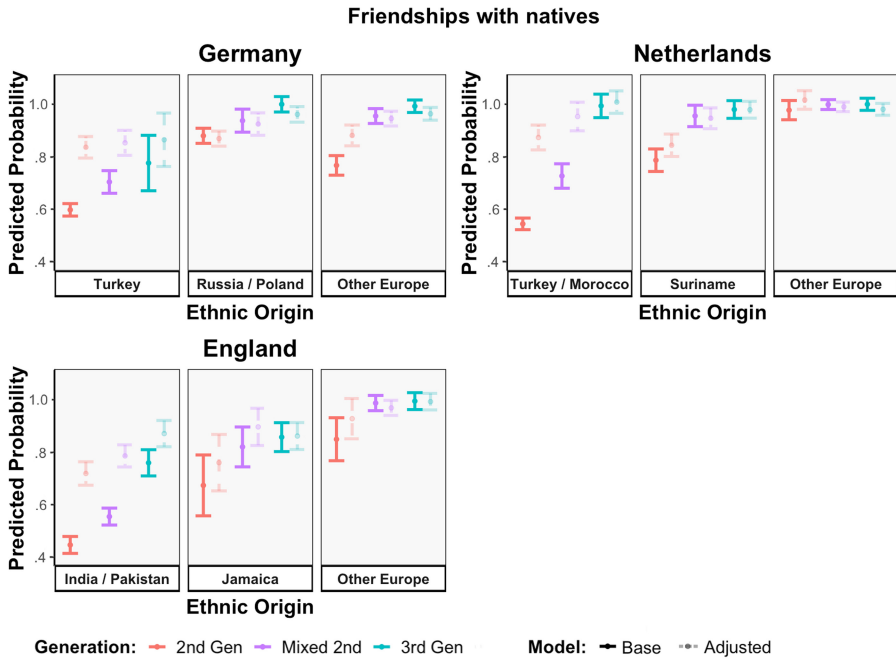 Friendships with natives
Germany
Netherlands
Predicted Probability
1.0
.8
.6
.4
Turkey
Russia / Poland
Other Europe
Ethnic Origin
Predicted Probability
1.0
.8
.6
.4
Turkey / Morocco
Suriname
Other Europe
Ethnic Origin
England
Predicted Probability
1.0
.8
.6
.4
India / Pakistan
Jamaica
Other Europe
Ethnic Origin
Generation: 2nd Gen Mixed 2nd 3rd Gen Model: Base Adjusted